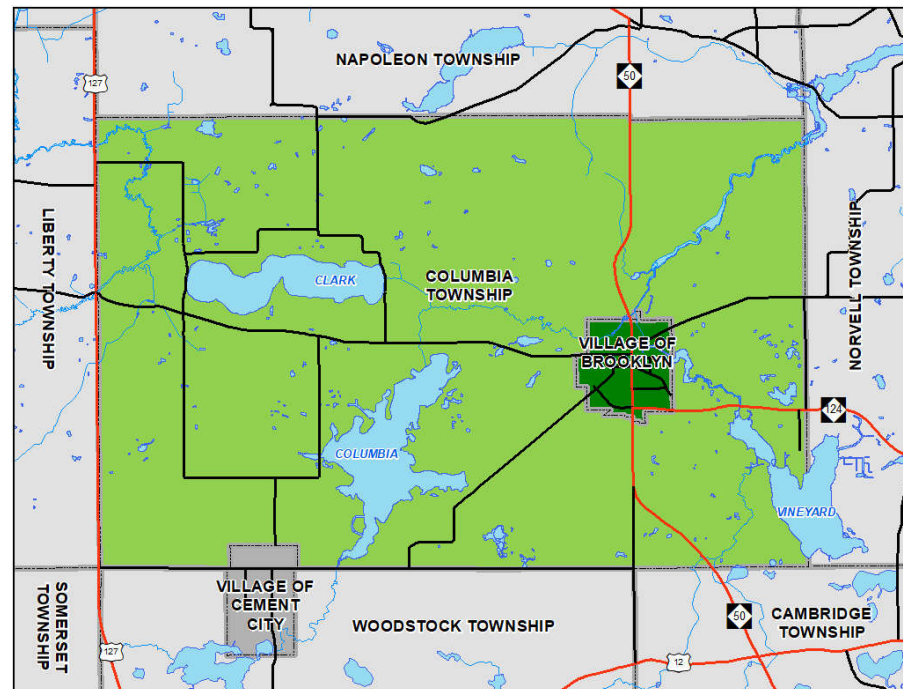 NAPOLEON TOWNSHIP
127
50
LIBERTY TOWNSHIP
NORVELL TOWNSHIP
CLARK
COLUMBIA
TOWNSHIP
VILLAGE OF
BROOKLYN
124
COLUMBIA
VINEYARD
SOMERSET
TOWNSHIP
VILLAGE OF
CEMENT
CITY
WOODSTOCK TOWNSHIP
50
CAMBRIDGE
TOWNSHIP
127
12